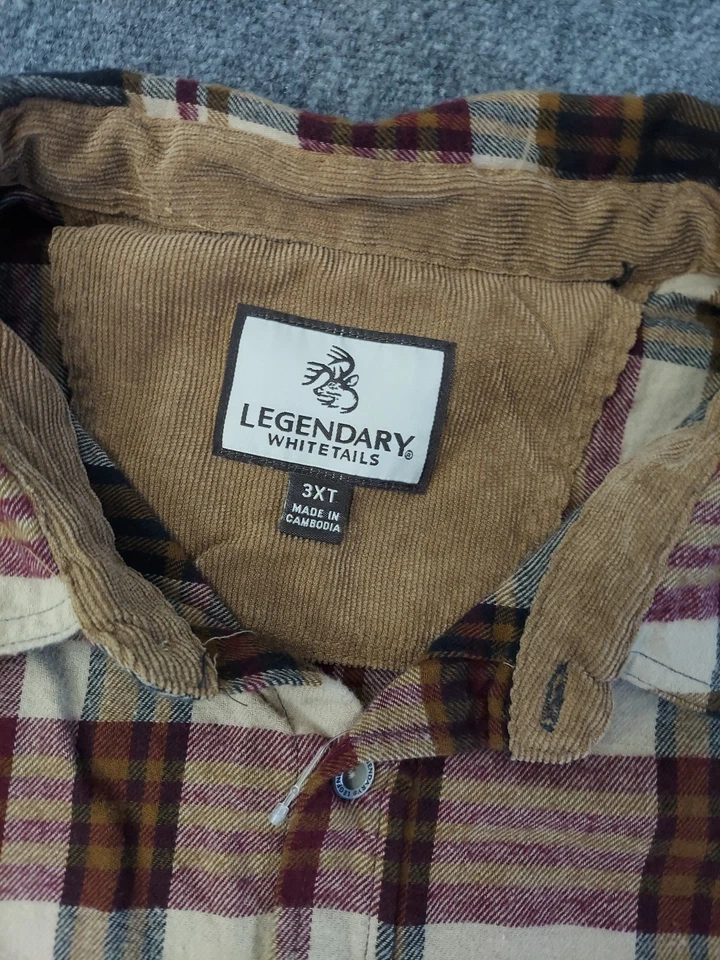 LEGENDARY®
WHITETAILS
3XT
MADE IN
CAMBODIA